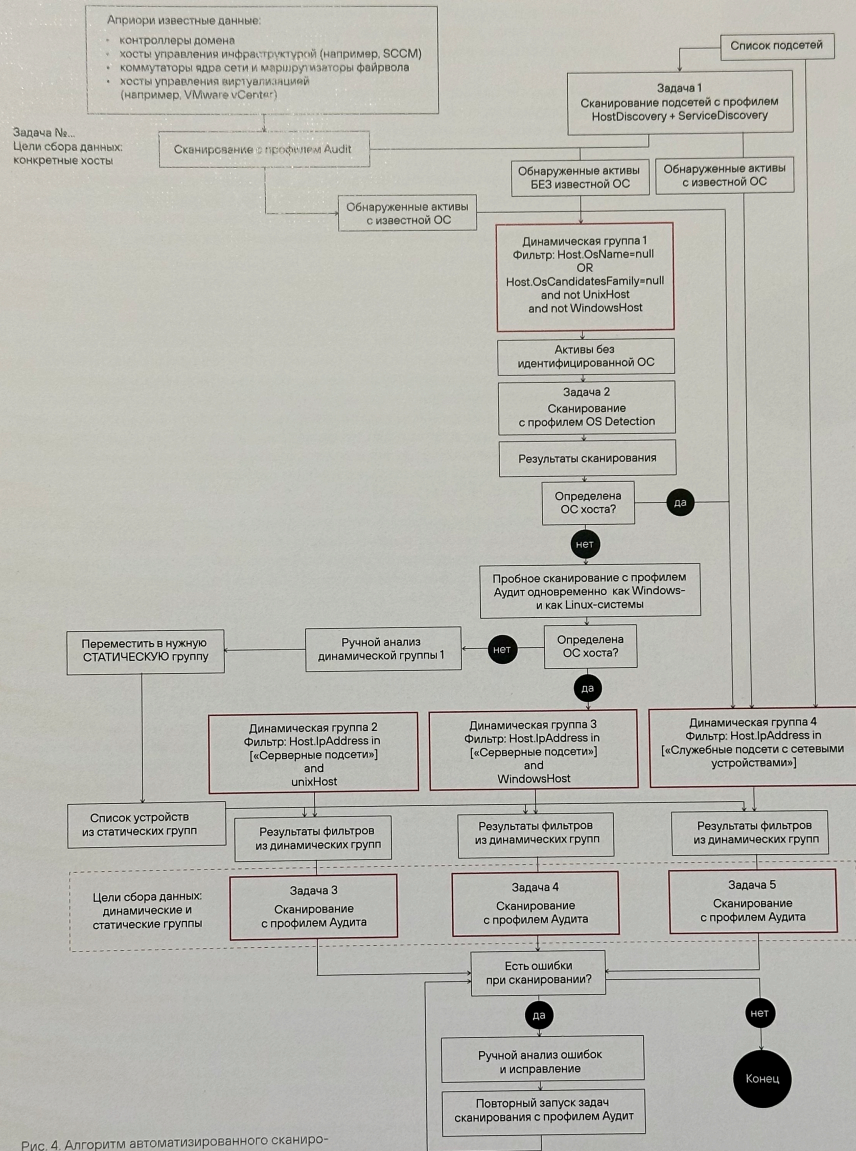 Априори известные данные:
• контроллеры домена
• хосты управления инфраструктурой (например, SCCM)
• коммутаторы ядра сети и маршрутизаторы файрвола
• хосты управления виртуализацией
(например, VMware vCenter)
Список подсетей
Задача 1
Сканирование подсетей с профилем
HostDiscovery + ServiceDiscovery
Задача №...
Цели сбора данных:
конкретные хосты
Сканирование с профилем Audit
Обнаруженные активы
БЕЗ известной ОС
Обнаруженные активы
с известной ОС
Обнаруженные активы
с известной ОС
Динамическая группа 1
Фильтр: Host.OsName=null
OR
Host.OsCandidatesFamily=null
and not UnixHost
and not WindowsHost
Активы без
идентифицированной ОС
Задача 2
Сканирование
с профилем OS Detection
Результаты сканирования
Определена
ОС хоста?
да
нет
Пробное сканирование с профилем
Аудит одновременно как Windows-
и как Linux-системы
Переместить в нужную
СТАТИЧЕСКУЮ группу
Ручной анализ
динамической группы 1
нет
Определена
ОС хоста?
да
Динамическая группа 2
Фильтр: Host.IpAddress in
[«Серверные подсети»]
and
unixHost
Динамическая группа 3
Фильтр: Host.IpAddress in
[«Серверные подсети»]
and
WindowsHost
Динамическая группа 4
Фильтр: Host.IpAddress in
[«Служебные подсети с сетевыми
устройствами»]
Список устройств
из статических групп
Результаты фильтров
из динамических групп
Результаты фильтров
из динамических групп
Результаты фильтров
из динамических групп
Цели сбора данных:
динамические и
статические группы
Задача 3
Сканирование
с профилем Аудита
Задача 4
Сканирование
с профилем Аудита
Задача 5
Сканирование
с профилем Аудита
Есть ошибки
при сканировании?
да
нет
Ручной анализ ошибок
и исправление
Конец
Повторный запуск задач
сканирования с профилем Аудит
Рис. 4. Алгоритм автоматизированного сканиро-